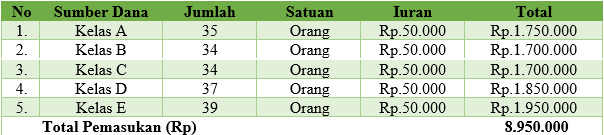 No Sumber Dana Jumlah Satuan Iuran Total
1. Kelas A 35 Orang Rp.50.000 Rp.1.750.000
2. Kelas B 34 Orang Rp.50.000 Rp.1.700.000
3. Kelas C 34 Orang Rp.50.000 Rp.1.700.000
4. Kelas D 37 Orang Rp.50.000 Rp.1.850.000
5. Kelas E 39 Orang Rp.50.000 Rp.1.950.000
Total Pemasukan (Rp) 8.950.000